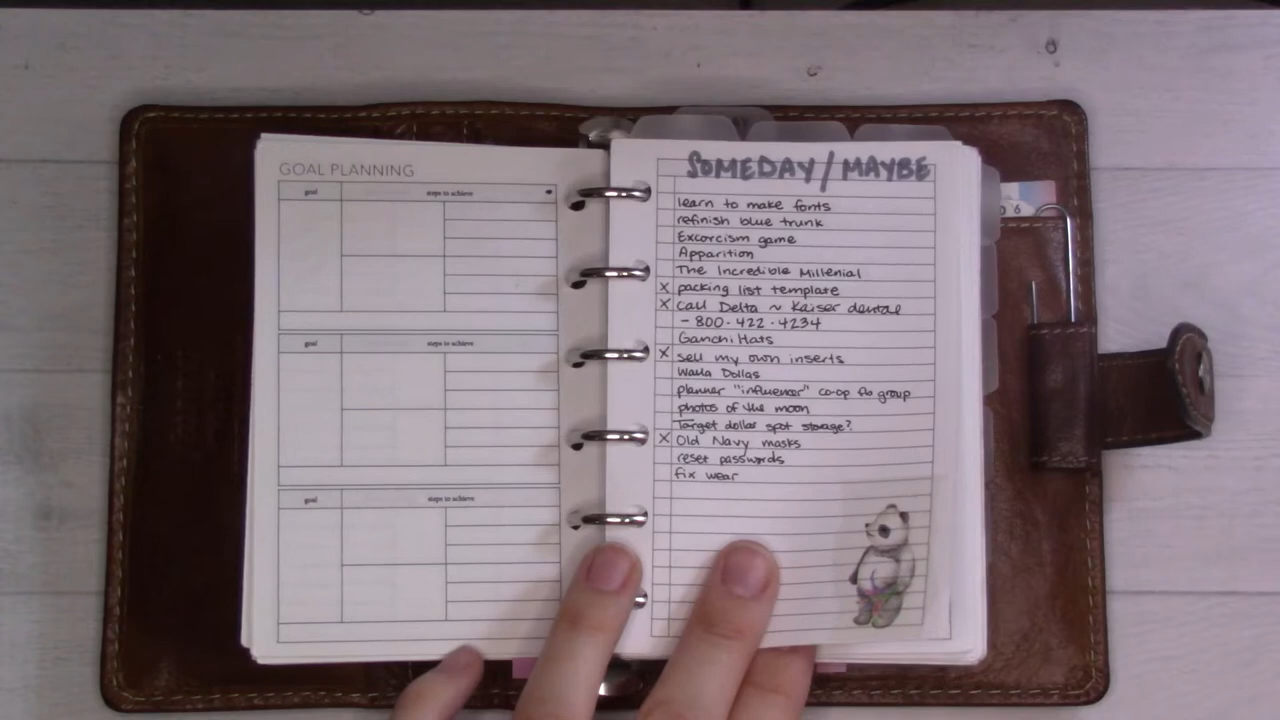 GOAL PLANNING
goal steps to achieve
goal steps to achieve
goal steps to achieve
SOMEDAY / MAYBE
learn to make fonts
refinish blue trunk
Excorcism game
Apparition
The Incredible Millenial
x packing list template
x call Delta ~ Kaiser dental
- 800-422-4234
Hats
x sell my own inserts
Dollas
planner "influencer" co-op fb group
photos of the moon
Target dollar spot storage?
x Old Navy masks
reset passwords
fix wear